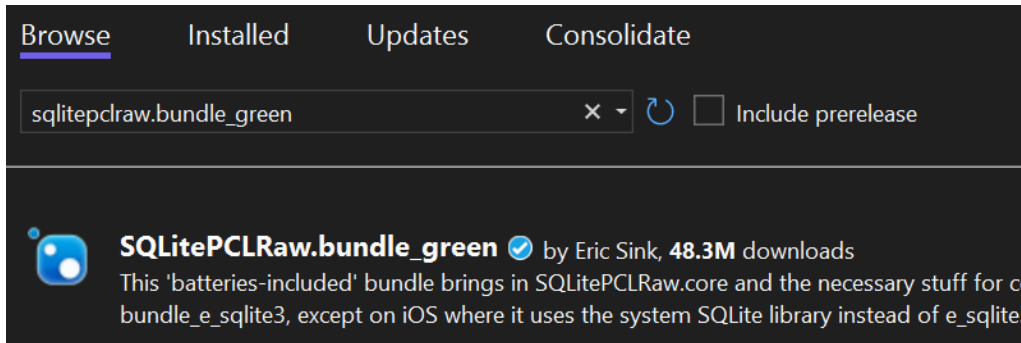 Browse Installed Updates Consolidate
sqlitepclraw.bundle_green Include prerelease
SQLitePCLRaw.bundle_green by Eric Sink, 48.3M downloads
This 'batteries-included' bundle brings in SQLitePCLRaw.core and the necessary stuff for c
bundle_e_sqlite3, except on iOS where it uses the system SQLite library instead of e_sqlite